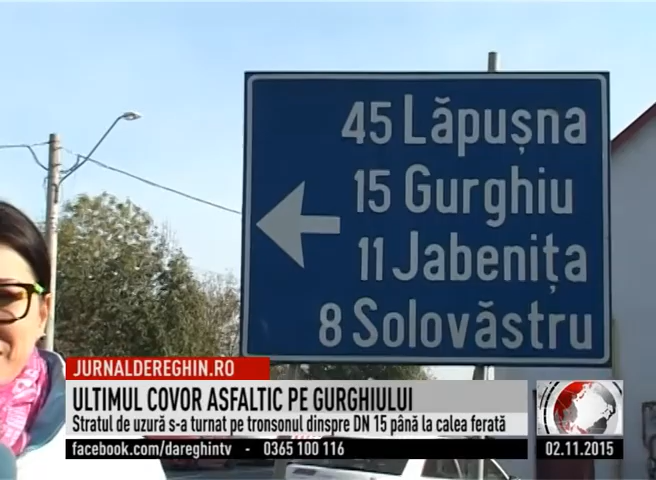 45 Lăpușna
15 Gurghiu
11 Jabenița
8 Solovăstru
JURNALDEREGHIN.RO
ULTIMUL COVOR ASFALTIC PE GURGHIULUI
Stratul de uzură s-a turnat pe tronsonul dinspre DN 15 până la calea ferată
facebook.com/dareghintv - 0365 100 116
02.11.2015